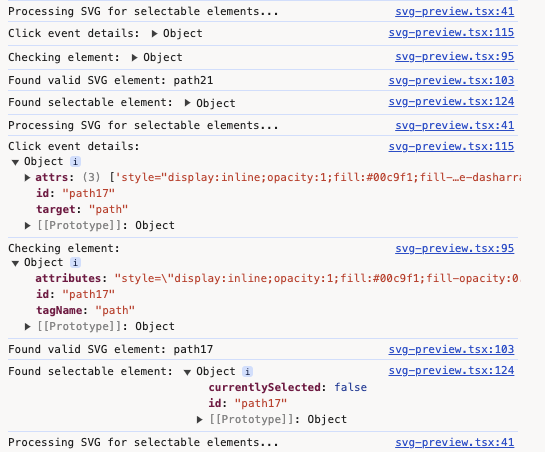 Processing SVG for selectable elements... svg-preview.tsx:41
Click event details: ▶ Object svg-preview.tsx:115
Checking element: ▶ Object svg-preview.tsx:95
Found valid SVG element: path21 svg-preview.tsx:103
Found selectable element: ▶ Object svg-preview.tsx:124
Processing SVG for selectable elements... svg-preview.tsx:41
Click event details: svg-preview.tsx:115
▼ Object i
▶ attrs: (3) ['style="display:inline;opacity:1;fill:#00c9f1;fill-…e-dasharra
id: "path17"
target: "path"
▶ [[Prototype]]: Object
Checking element: svg-preview.tsx:95
▼ Object i
attributes: "style=\"display:inline;opacity:1;fill:#00c9f1;fill-opacity:0.
id: "path17"
tagName: "path"
▶ [[Prototype]]: Object
Found valid SVG element: path17 svg-preview.tsx:103
Found selectable element: ▼ Object i svg-preview.tsx:124
currentlySelected: false
id: "path17"
▶ [[Prototype]]: Object
Processing SVG for selectable elements... svg-preview.tsx:41